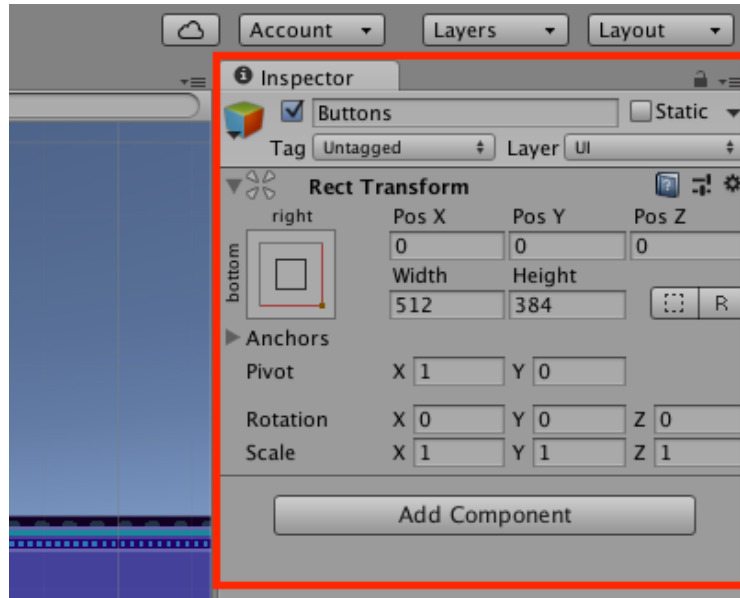 Account Layers Layout
Inspector
Buttons Static
Tag Untagged Layer UI
Rect Transform
right Pos X Pos Y Pos Z
bottom
0 0 0
Width Height
512 384 R
Anchors
Pivot X 1 Y 0
Rotation X 0 Y 0 Z 0
Scale X 1 Y 1 Z 1
Add Component